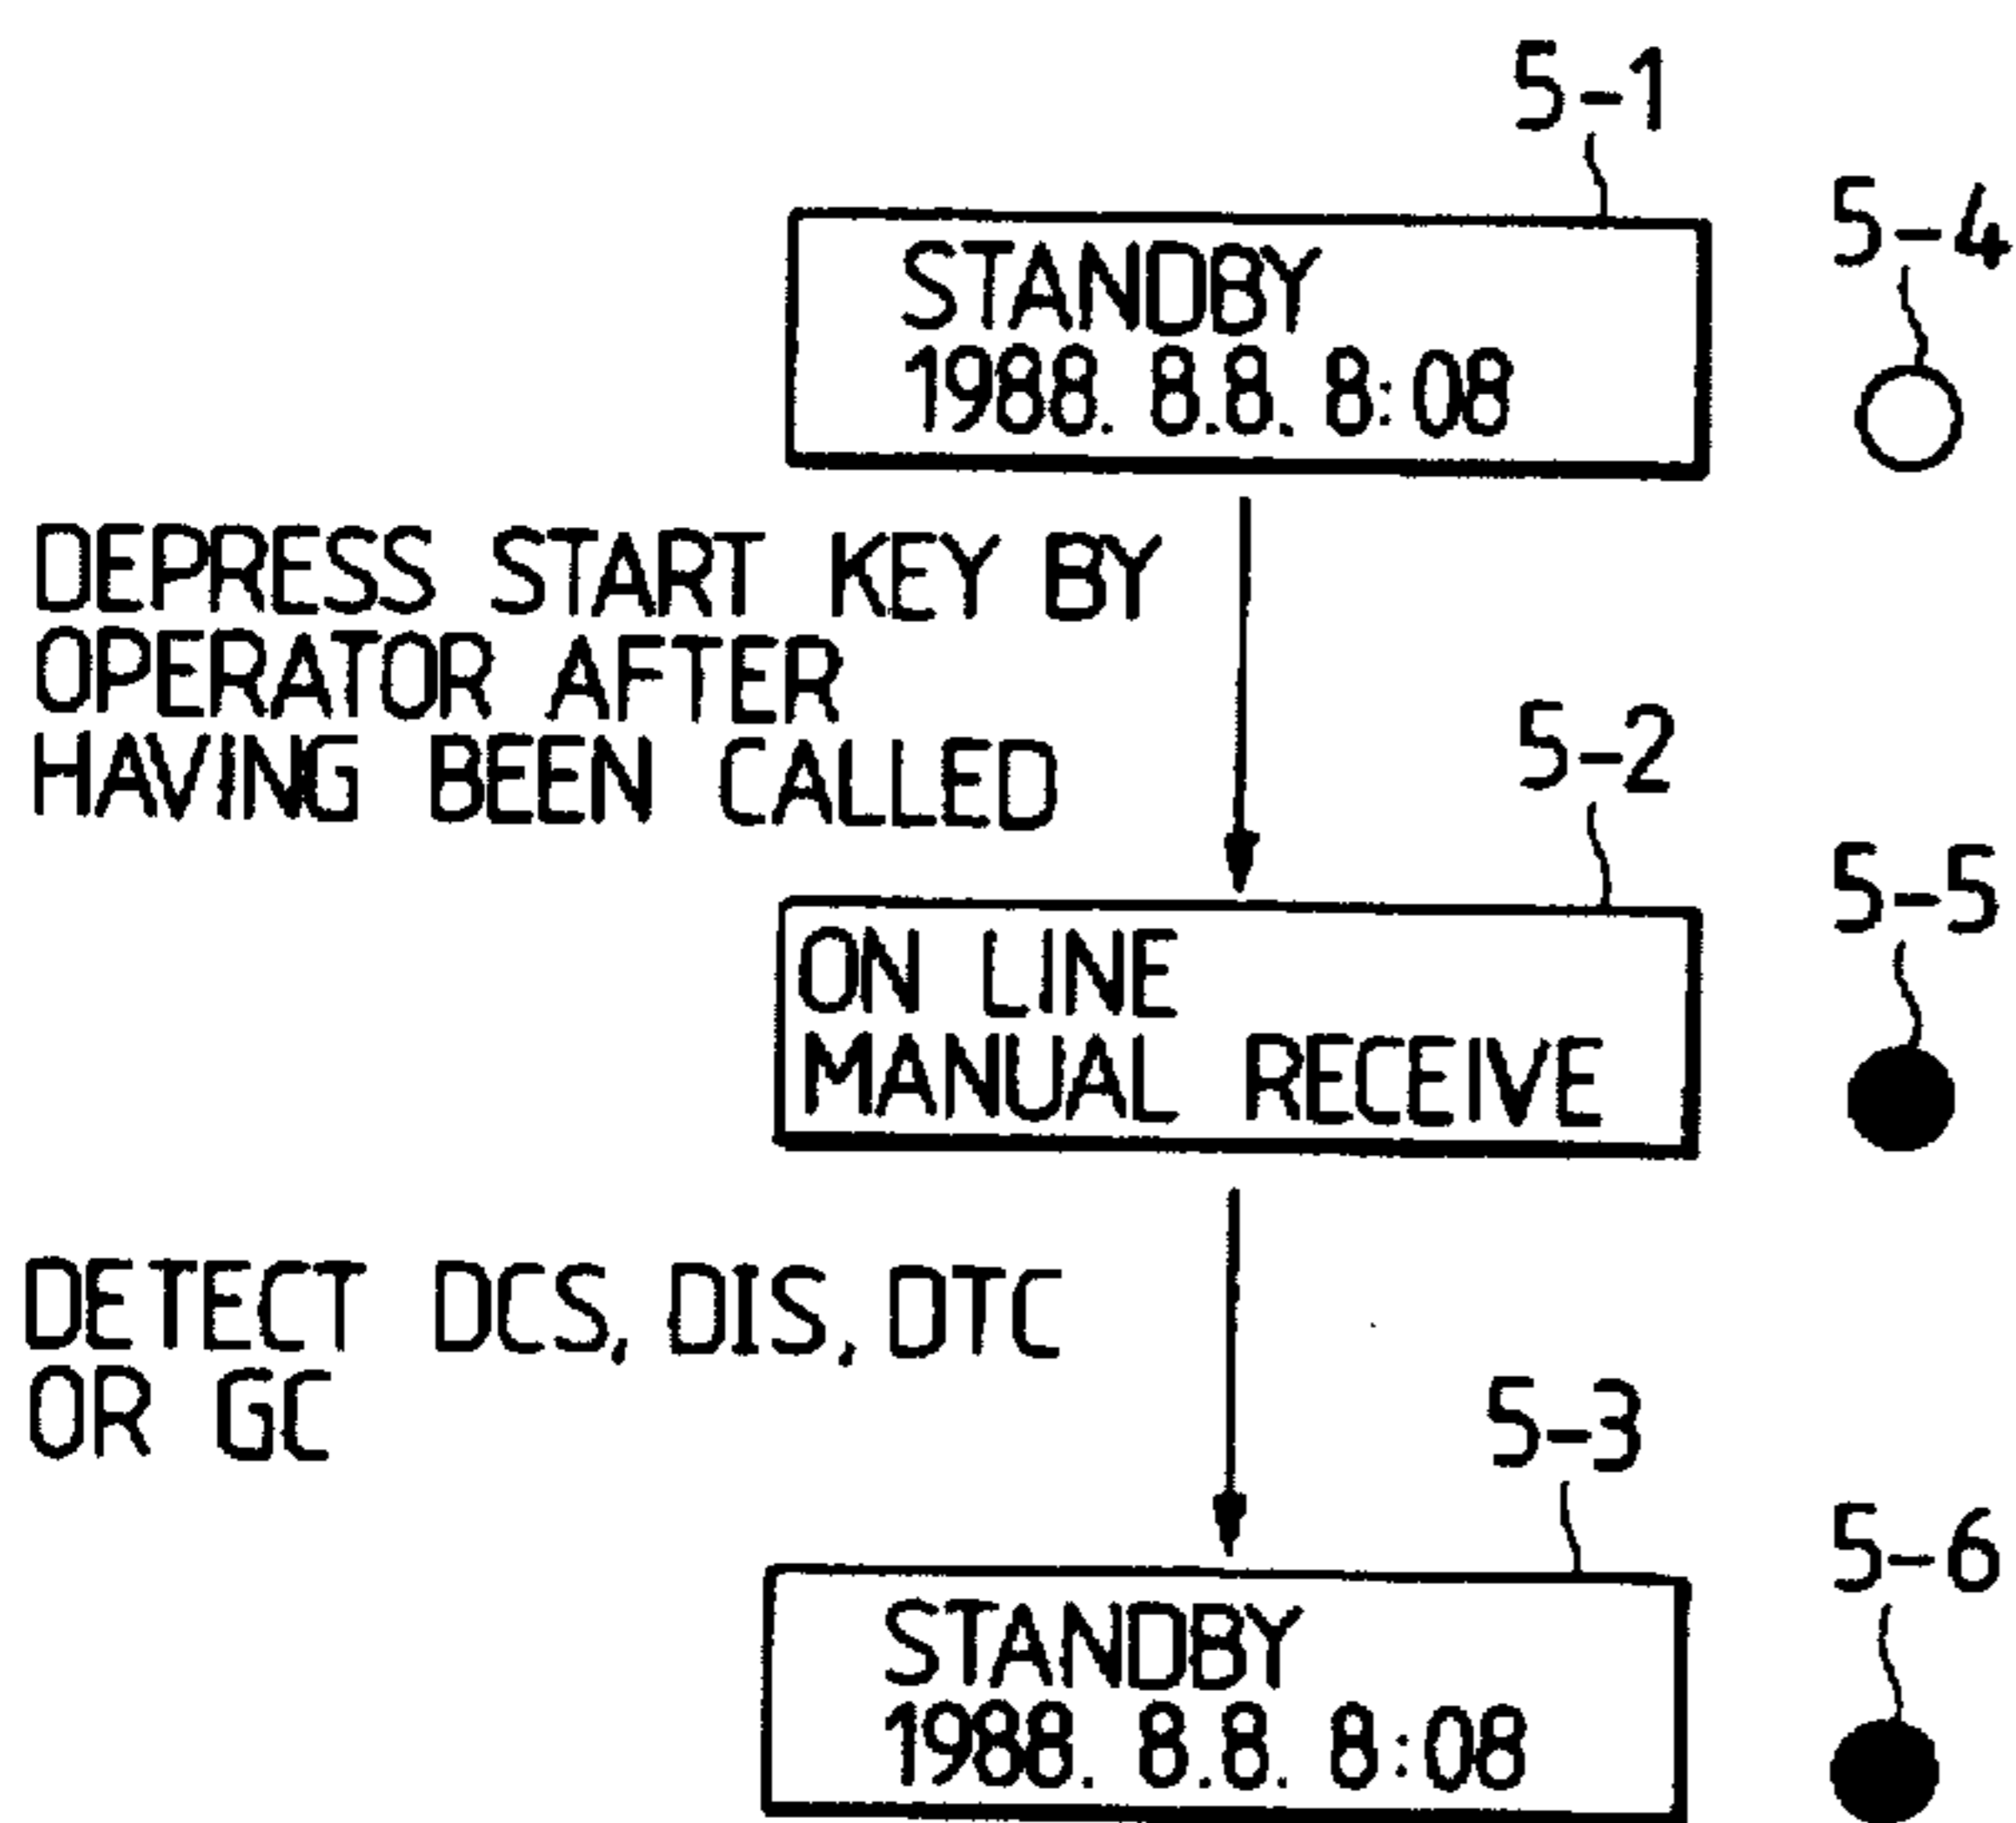 5-1
5-4
STANDBY
1988. 8.8. 8:08
DEPRESS START KEY BY
OPERATOR AFTER
HAVING BEEN CALLED
5-2
5-5
ON LINE
MANUAL RECEIVE
DETECT DCS, DIS, DTC
OR GC
5-3
5-6
STANDBY
1988. 8.8. 8:08